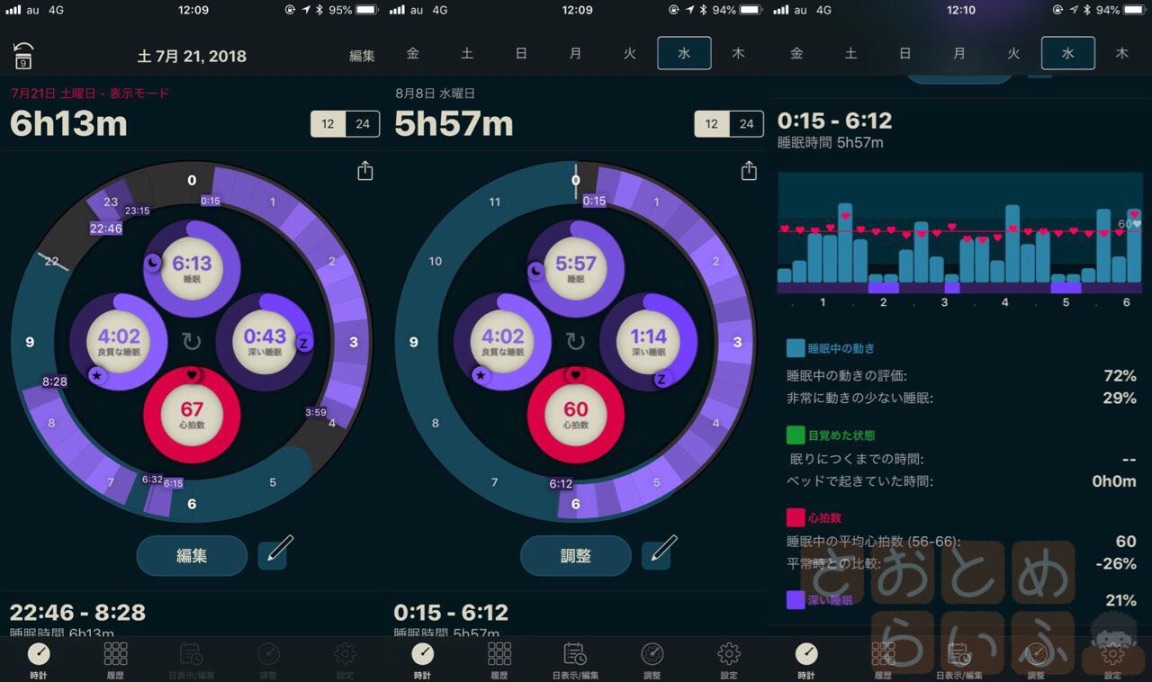 au 4G 12:09 95%
9 土 7月 21, 2018 編集
7月21日 土曜日 - 表示モード
6h13m 12 24
0
23 23:15 0:15 1
22:46
22 2
6:13
睡眠
4:02
良質な睡眠
0:43
深い睡眠
Z
9 3
67
心拍数
8:28 3:59 4
8
7 6:32 6:15 5
6
編集
22:46 - 8:28
睡眠時間 6h13m
時計 履歴 日表示/編集 調整 設定
au 4G 12:09 94%
金 土 日 月 火 水 木
8月8日 水曜日
5h57m 12 24
0
11 0:15 1
10 2
5:57
睡眠
4:02
良質な睡眠
1:14
深い睡眠
Z
9 3
60
心拍数
8 4
7 6:12 5
6
調整
0:15 - 6:12
睡眠時間 5h57m
時計 履歴 日表示/編集 調整 設定
au 4G 12:10 94%
金 土 日 月 火 水 木
0:15 - 6:12
睡眠時間 5h57m
60
. 1 . 2 . 3 . 4 . 5 . 6
睡眠中の動き
睡眠中の動きの評価: 72%
非常に動きの少ない睡眠: 29%
目覚めた状態
眠りにつくまでの時間: --
ベッドで起きていた時間: 0h0m
心拍数
睡眠中の平均心拍数 (56-66): 60
平常時との比較: -26%
深い睡眠 21%
とおとめ
らいふ
時計 履歴 日表示/編集 調整 設定